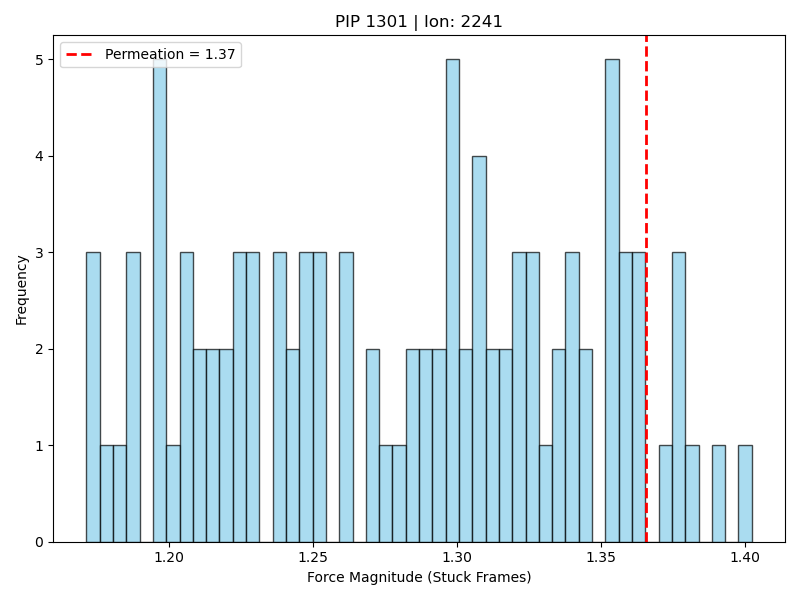 PIP 1301 | Ion: 2241
Permeation = 1.37
5
4
3
2
1
0
Frequency
1.20 1.25 1.30 1.35 1.40
Force Magnitude (Stuck Frames)